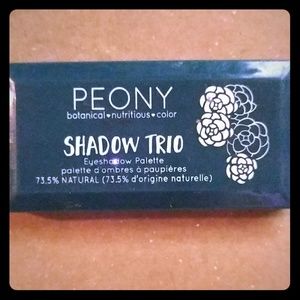 PEONY
botanical♥nutritious♥color
SHADOW TRIO
Eyeshadow Palette
palette d'ombres à paupières
73.5% NATURAL (73.5% d'origine naturelle)